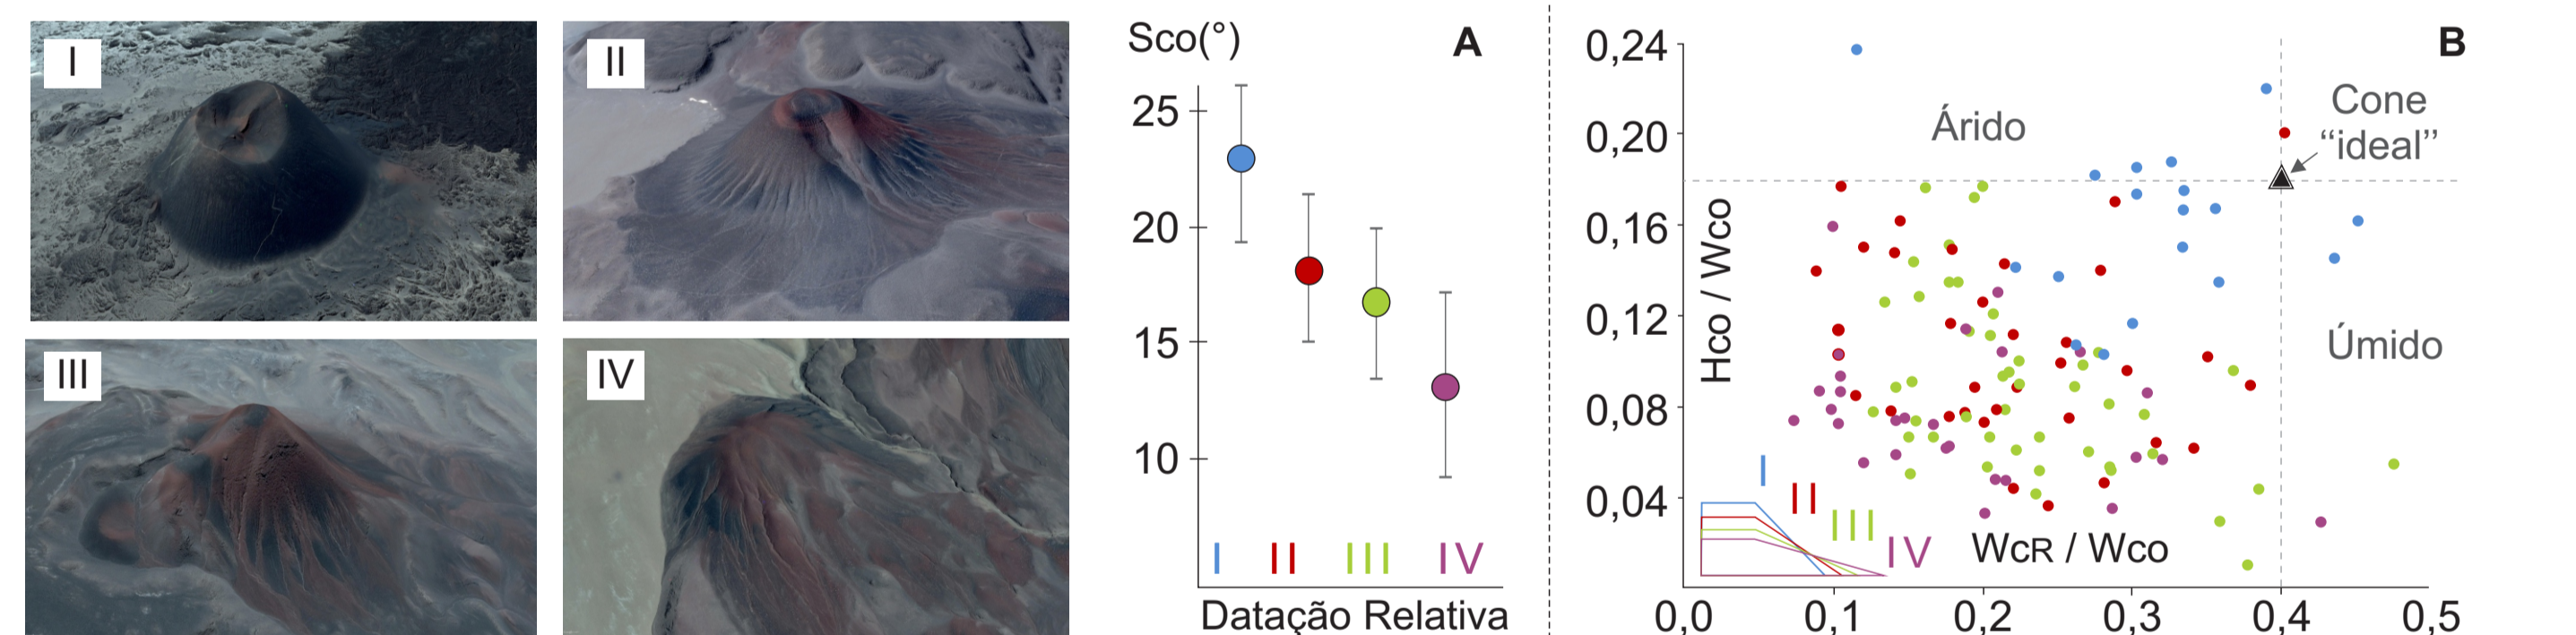 I
II
III
IV
Sco(°)
A
25
20
15
10
I II III IV
Datação Relativa
B
0,24
0,20
0,16
0,12
0,08
0,04
Hco / Wco
Árido
Cone
“ideal”
Úmido
I
II
III
IV
WcR / Wco
0,0 0,1 0,2 0,3 0,4 0,5